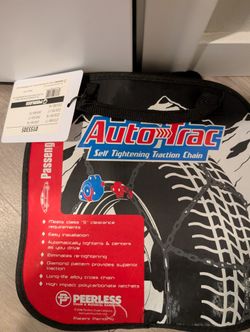 0155305
Auto Trac
Self Tightening Traction Chain
Passeng
Meets class "S" clearance
requirements
Easy installation
Automatically tightens & centers
as you drive
Eliminates re-tightening
Diamond pattern provides superior
traction
Long-life alloy cross chain
High impact polycarbonate ratchets
PEERLESS